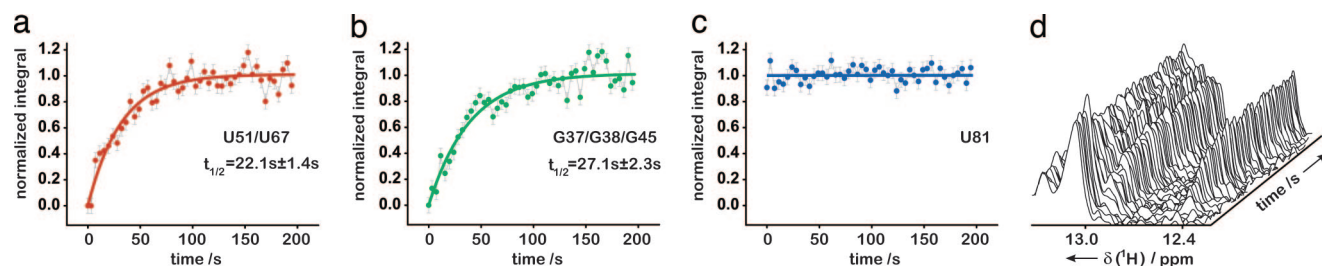 a
normalized integral
1.2
1.0
0.8
0.6
0.4
0.2
0.0
U51/U67
t1/2=22.1s±1.4s
0 50 100 150 200
time /s
b
normalized integral
1.2
1.0
0.8
0.6
0.4
0.2
0.0
G37/G38/G45
t1/2=27.1s±2.3s
0 50 100 150 200
time /s
c
normalized integral
1.2
1.0
0.8
0.6
0.4
0.2
0.0
U81
0 50 100 150 200
time /s
d
time /s →
13.0 12.4
← δ(¹H) / ppm